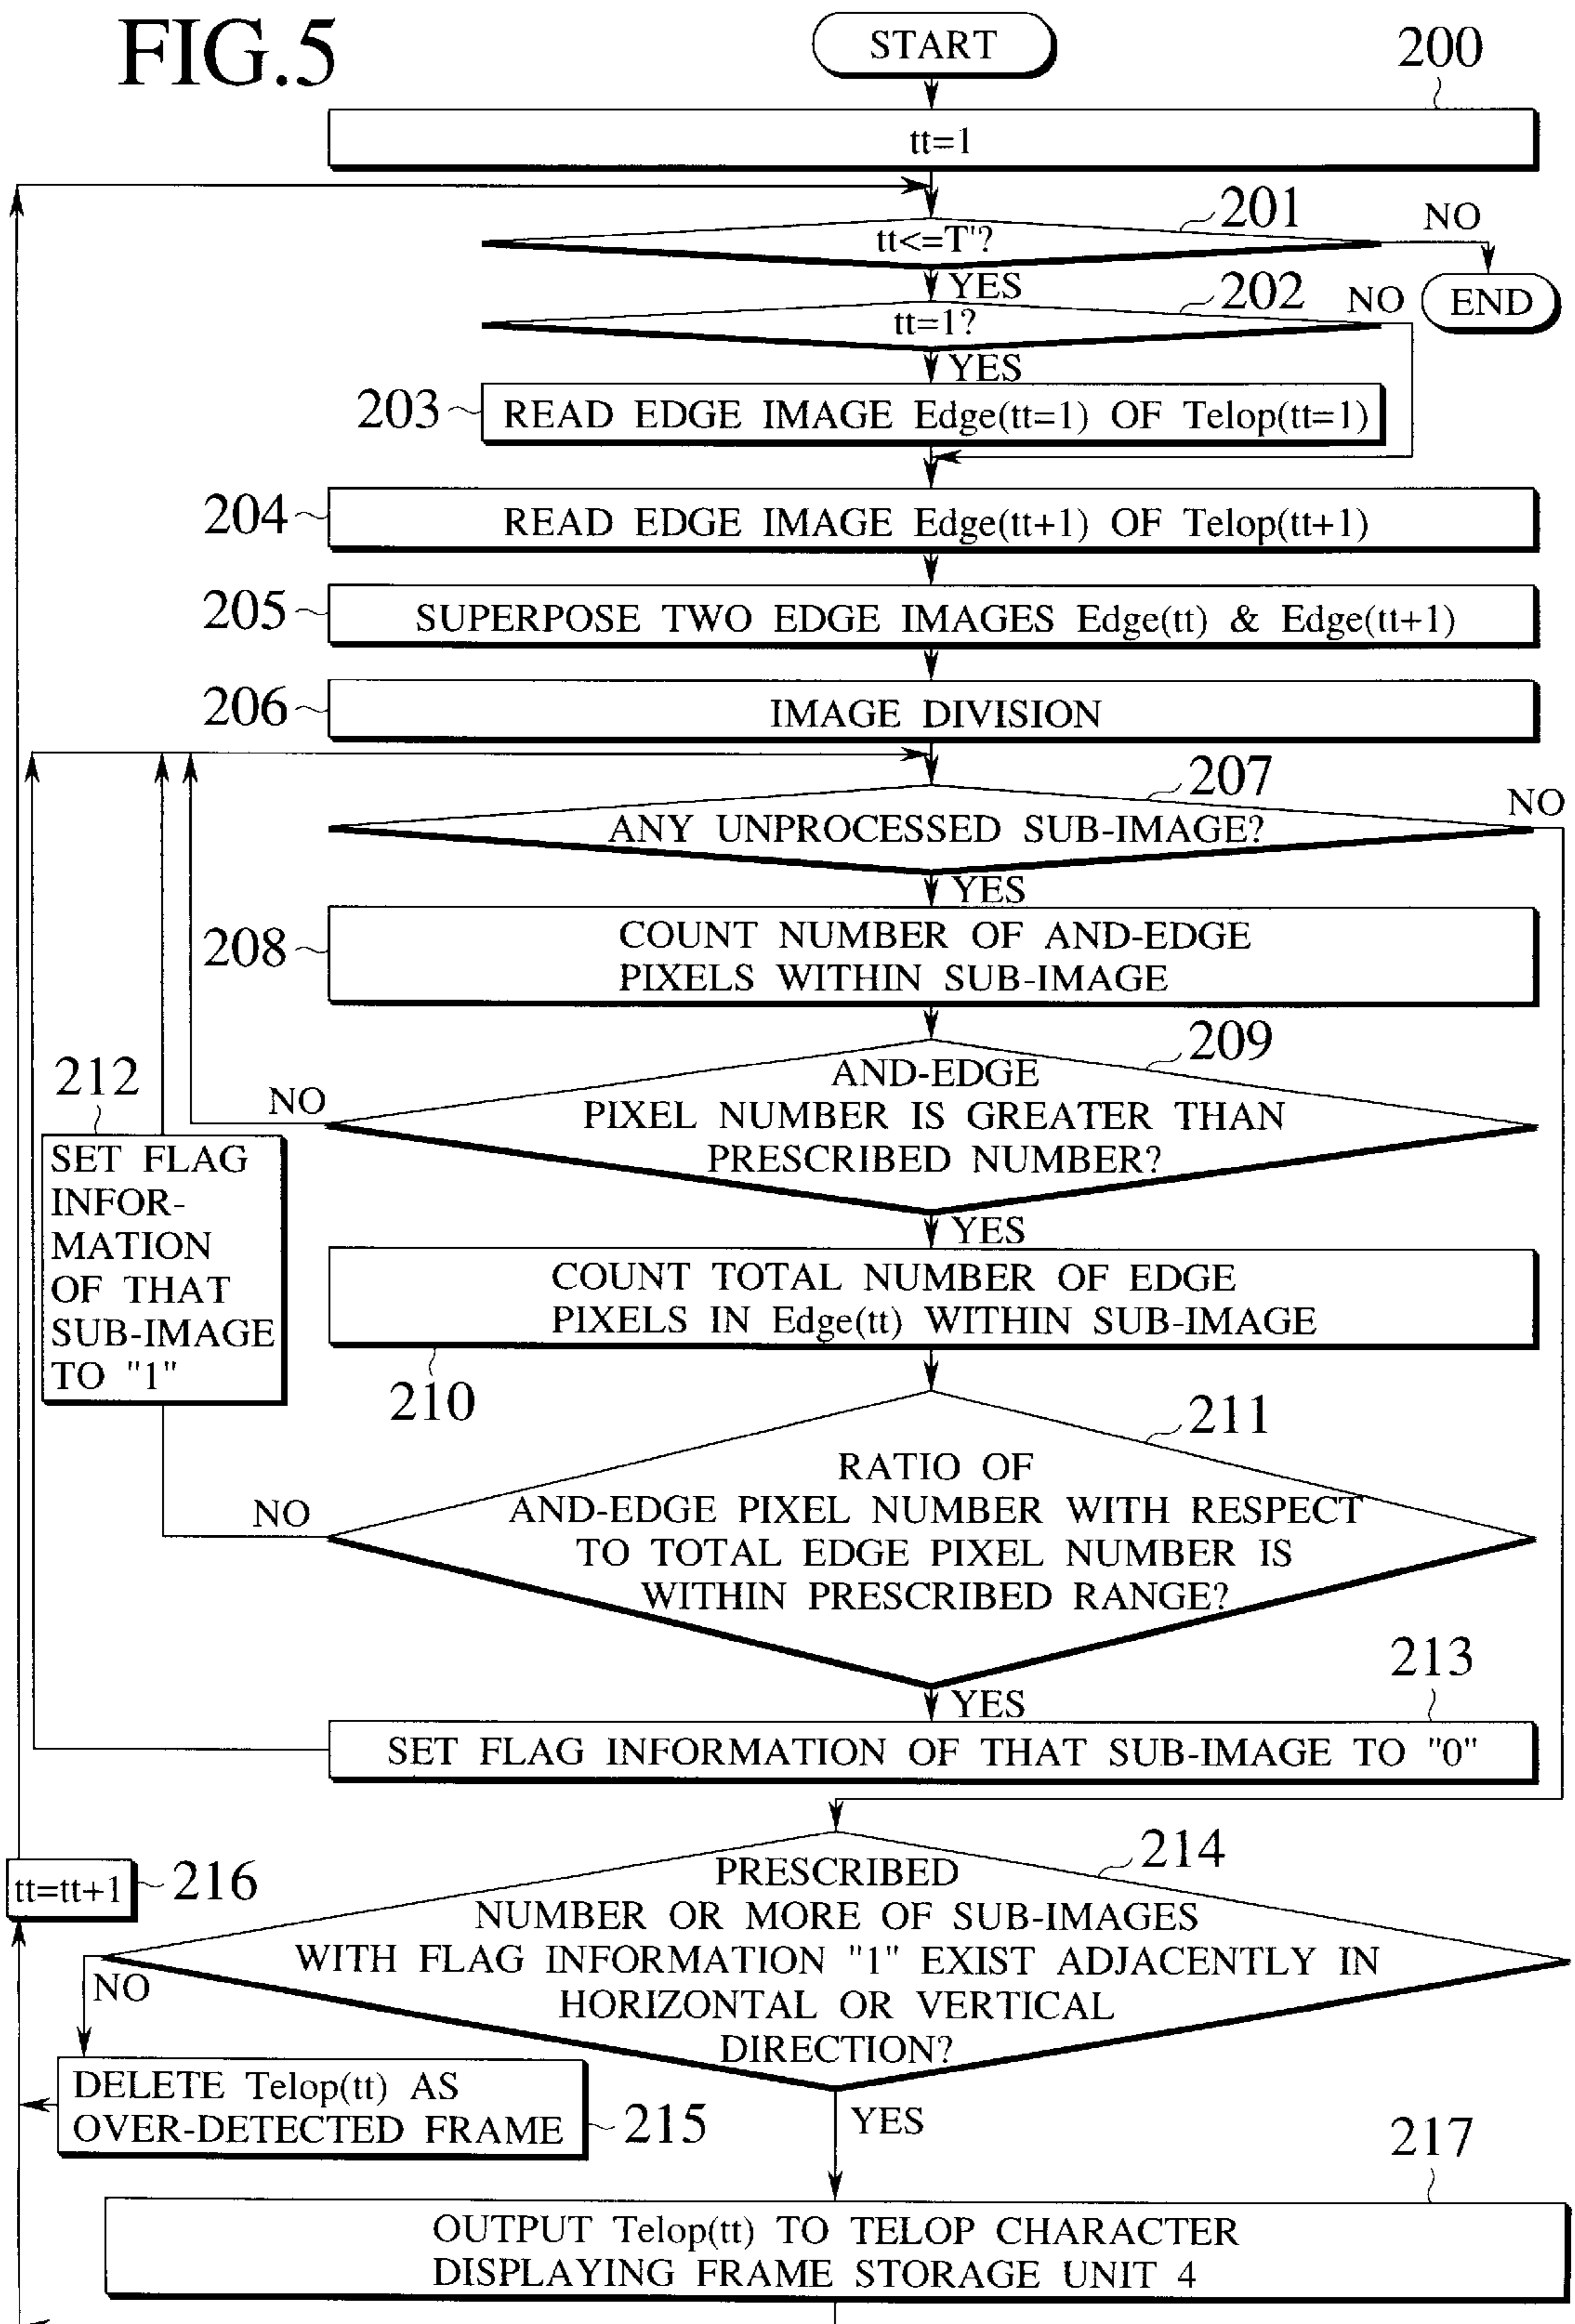 FIG.5
START
200
tt=1
201
NO
tt<=T'?
YES
END
202
NO
tt=1?
YES
203
READ EDGE IMAGE Edge(tt=1) OF Telop(tt=1)
204
READ EDGE IMAGE Edge(tt+1) OF Telop(tt+1)
205
SUPERPOSE TWO EDGE IMAGES Edge(tt) & Edge(tt+1)
206
IMAGE DIVISION
207
NO
ANY UNPROCESSED SUB-IMAGE?
YES
208
COUNT NUMBER OF AND-EDGE
PIXELS WITHIN SUB-IMAGE
209
NO
AND-EDGE
PIXEL NUMBER IS GREATER THAN
PRESCRIBED NUMBER?
YES
212
SET FLAG
INFOR-
MATION
OF THAT
SUB-IMAGE
TO "1"
COUNT TOTAL NUMBER OF EDGE
PIXELS IN Edge(tt) WITHIN SUB-IMAGE
210
211
NO
RATIO OF
AND-EDGE PIXEL NUMBER WITH RESPECT
TO TOTAL EDGE PIXEL NUMBER IS
WITHIN PRESCRIBED RANGE?
YES
213
SET FLAG INFORMATION OF THAT SUB-IMAGE TO "0"
214
PRESCRIBED
NUMBER OR MORE OF SUB-IMAGES
WITH FLAG INFORMATION "1" EXIST ADJACENTLY IN
HORIZONTAL OR VERTICAL
DIRECTION?
tt=tt+1
216
NO
DELETE Telop(tt) AS
OVER-DETECTED FRAME
215
YES
217
OUTPUT Telop(tt) TO TELOP CHARACTER
DISPLAYING FRAME STORAGE UNIT 4